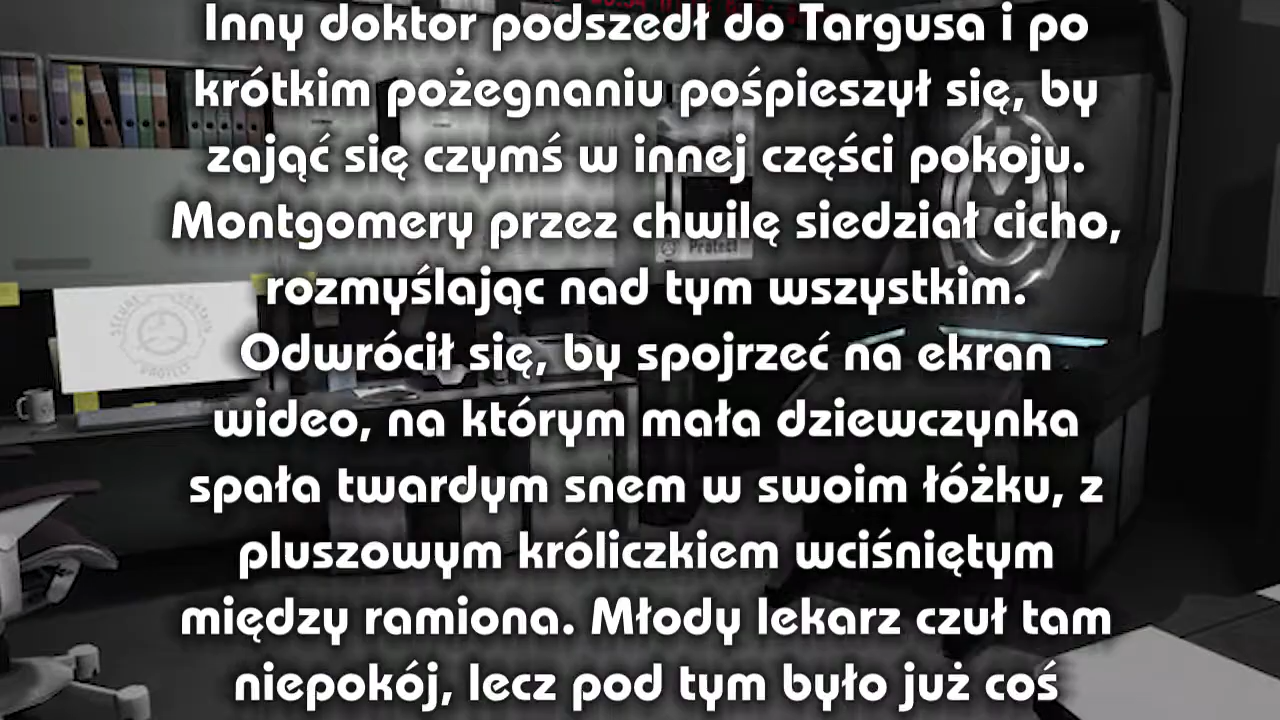 Inny doktor podszedł do Targusa i po
krótkim pożegnaniu pośpieszył się, by
zająć się czymś w innej części pokoju.
Montgomery przez chwilę siedział cicho,
Protect
rozmyślając nad tym wszystkim.
Odwrócił się, by spojrzeć na ekran
wideo, na którym mała dziewczynka
spała twardym snem w swoim łóżku, z
pluszowym króliczkiem wciśniętym
między ramiona. Młody lekarz czuł tam
niepokój, lecz pod tym było już coś